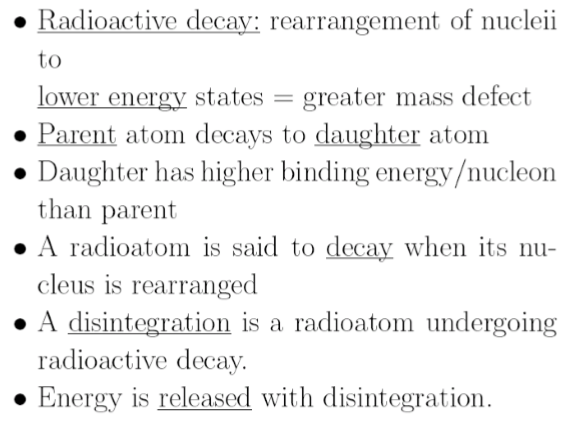 • Radioactive decay: rearrangement of nucleii
to
lower energy states = greater mass defect
• Parent atom decays to daughter atom
• Daughter has higher binding energy/nucleon
than parent
• A radioatom is said to decay when its nu-
cleus is rearranged
• A disintegration is a radioatom undergoing
radioactive decay.
• Energy is released with disintegration.